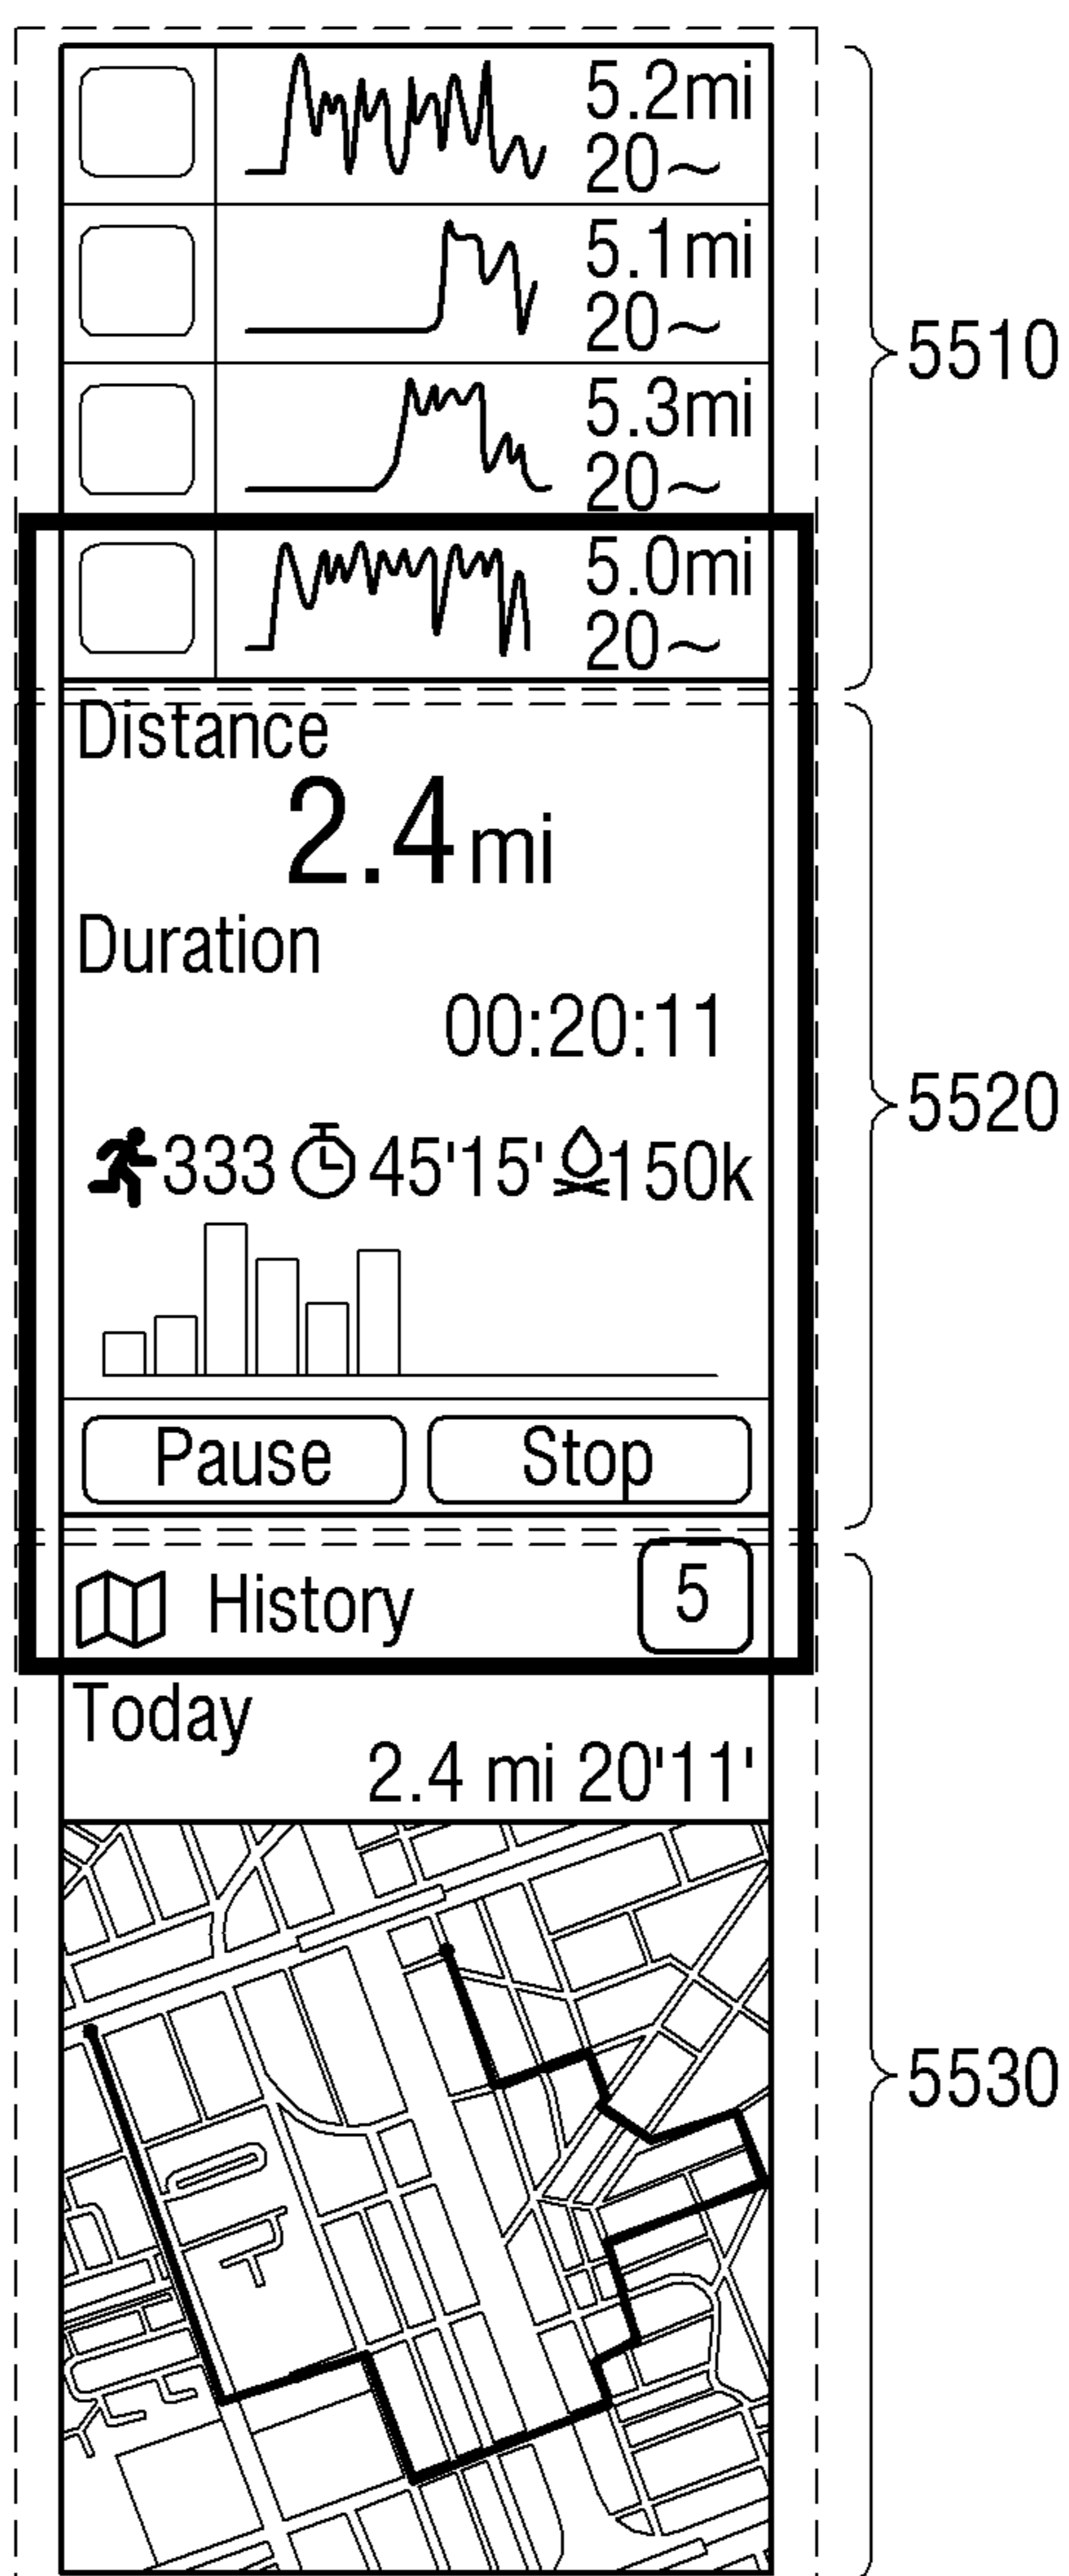 5.2mi
20~
5.1mi
20~
5.3mi
20~
5510
5.0mi
20~
Distance
2.4mi
Duration
00:20:11
5520
333 45'15' 150k
Pause Stop
History 5
Today
2.4 mi 20'11'
5530